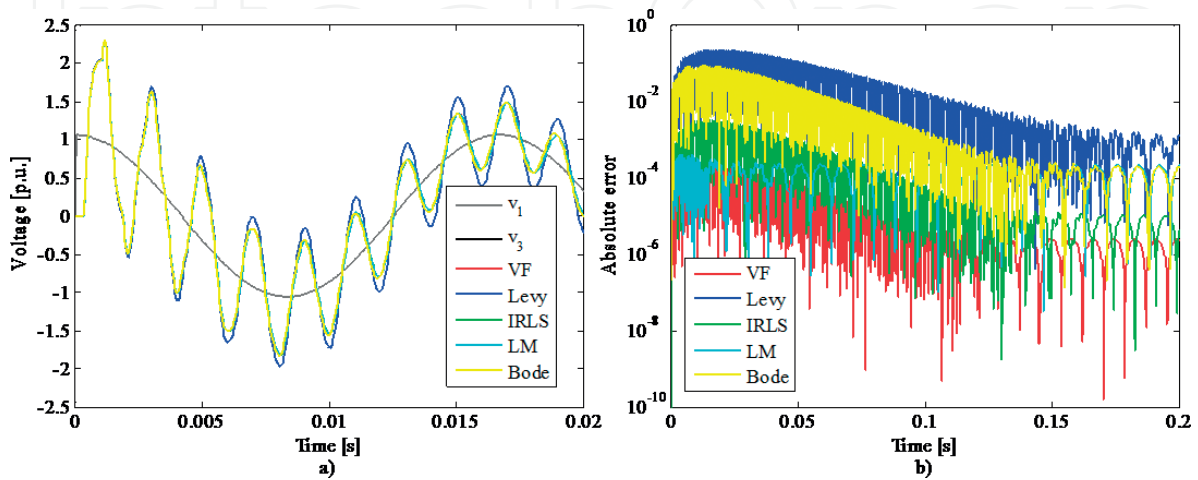 2.5
2
1.5
1
0.5
0
-0.5
-1
-1.5
-2
-2.5
Voltage [p.u.]
0
0.005
0.01
0.015
0.02
Time [s]
a)
v1
v3
VF
Levy
IRLS
LM
Bode
10^0
10^-2
10^-4
10^-6
10^-8
10^-10
Absolute error
0
0.05
0.1
0.15
0.2
Time [s]
b)
VF
Levy
IRLS
LM
Bode